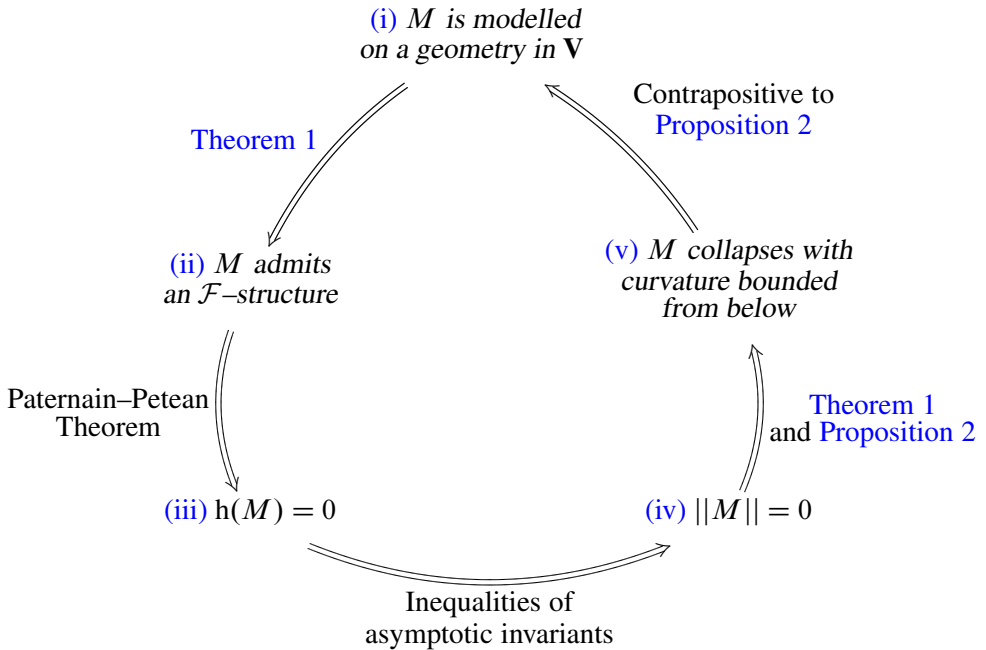 (i) M is modelled
on a geometry in V
Theorem 1
Contrapositive to
Proposition 2
(ii) M admits
an ℱ–structure
(v) M collapses with
curvature bounded
from below
Paternain–Petean
Theorem
Theorem 1
and Proposition 2
(iii) h(M) = 0
(iv) ||M|| = 0
Inequalities of
asymptotic invariants